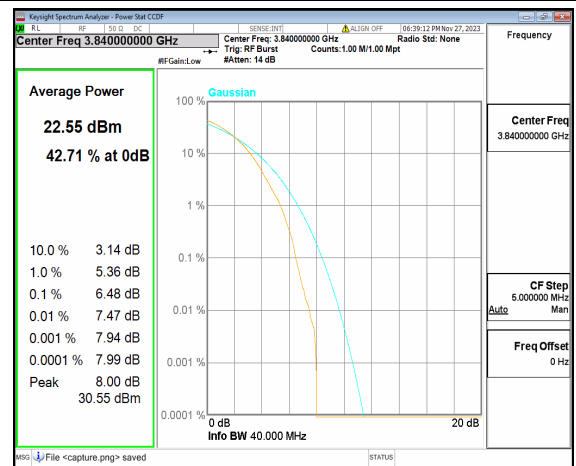 Keysight Spectrum Analyzer - Power Stat CCDF
RL RF 50 Ω DC SENSE:INT ALIGN OFF 06:39:12 PM Nov 27, 2023
Center Freq 3.840000000 GHz
Center Freq: 3.840000000 GHz Radio Std: None
Trig: RF Burst Counts:1.00 M/1.00 Mpt
#IFGain:Low #Atten: 14 dB
Frequency
Average Power
22.55 dBm
42.71 % at 0dB
10.0 % 3.14 dB
1.0 % 5.36 dB
0.1 % 6.48 dB
0.01 % 7.47 dB
0.001 % 7.94 dB
0.0001 % 7.99 dB
Peak 8.00 dB
30.55 dBm
Gaussian
100 %
10 %
1 %
0.1 %
0.01 %
0.001 %
0.0001 %
0 dB 20 dB
Info BW 40.000 MHz
Center Freq
3.840000000 GHz
CF Step
5.000000 MHz
Auto Man
Freq Offset
0 Hz
MSG File <capture.png> saved STATUS